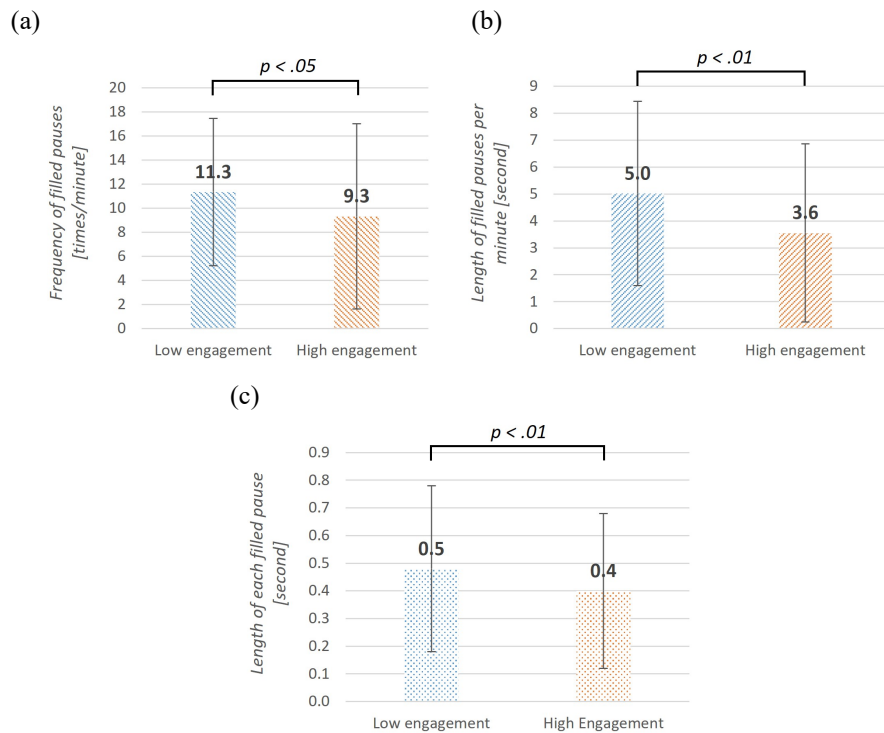 (a)
p < .05
Frequency of filled pauses
[times/minute]
20
18
16
14
12
10
8
6
4
2
0
11.3
9.3
Low engagement
High engagement
(b)
p < .01
Length of filled pauses per
minute [second]
9
8
7
6
5
4
3
2
1
0
5.0
3.6
Low engagement
High engagement
(c)
p < .01
Length of each filled pause
[second]
0.9
0.8
0.7
0.6
0.5
0.4
0.3
0.2
0.1
0.0
0.5
0.4
Low engagement
High Engagement